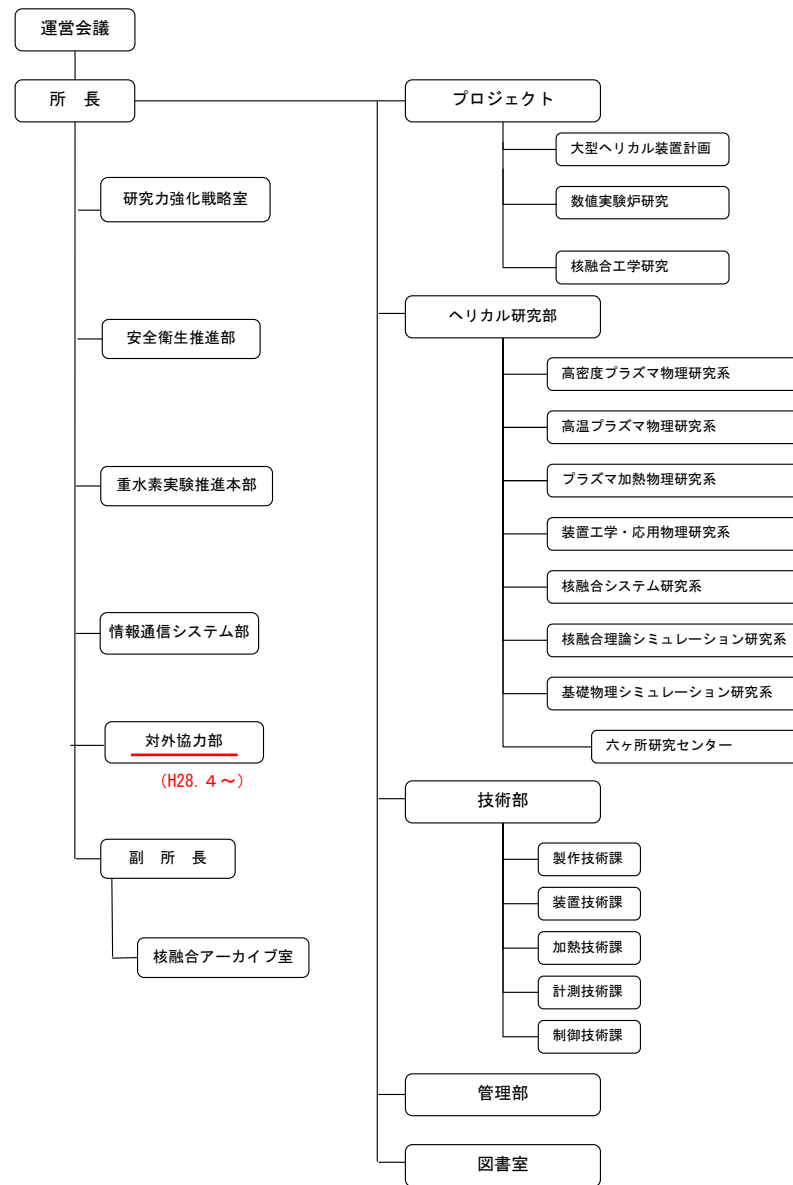 運営会議
所　長
研究力強化戦略室
安全衛生推進部
重水素実験推進本部
情報通信システム部
対外協力部
（H28．４～）
副　所　長
核融合アーカイブ室
プロジェクト
大型ヘリカル装置計画
数値実験炉研究
核融合工学研究
ヘリカル研究部
高密度プラズマ物理研究系
高温プラズマ物理研究系
プラズマ加熱物理研究系
装置工学・応用物理研究系
核融合システム研究系
核融合理論シミュレーション研究系
基礎物理シミュレーション研究系
六ヶ所研究センター
技術部
製作技術課
装置技術課
加熱技術課
計測技術課
制御技術課
管理部
図書室